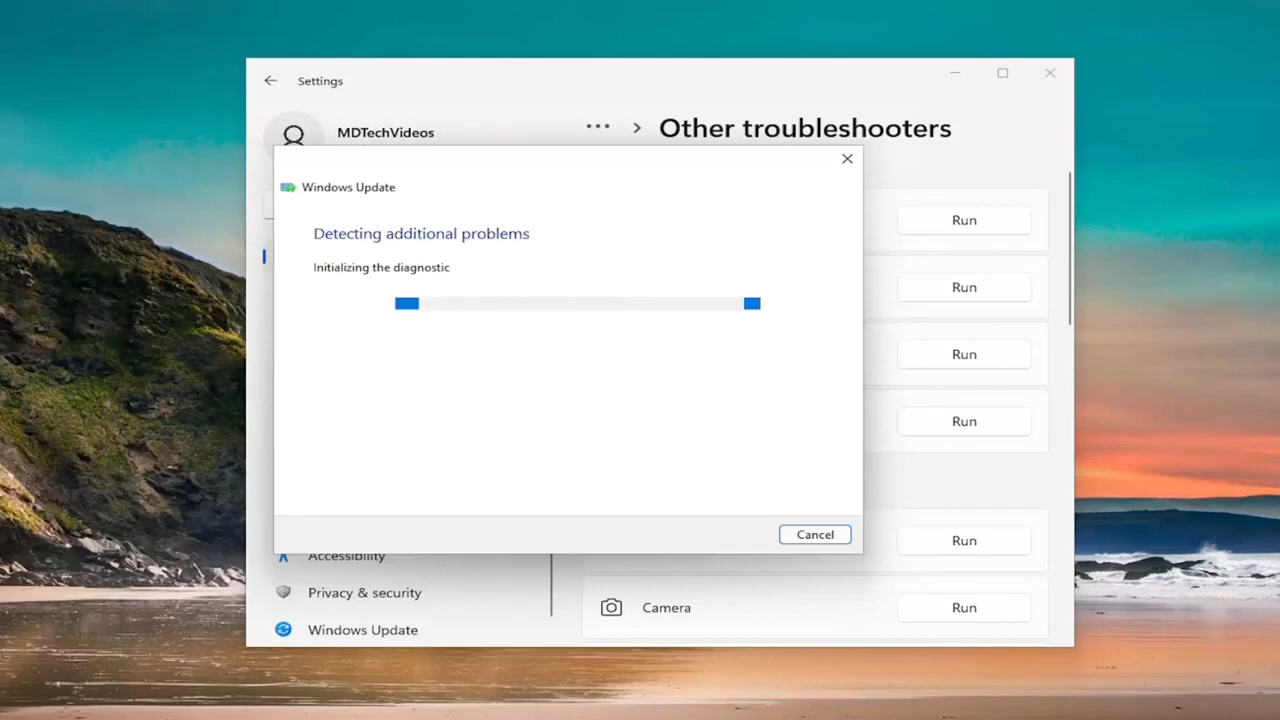 Settings
MDTechVideos
... > Other troubleshooters
Windows Update
Detecting additional problems
Initializing the diagnostic
Cancel
Run
Run
Run
Run
Run
Accessibility
Privacy & security
Windows Update
Camera
Run